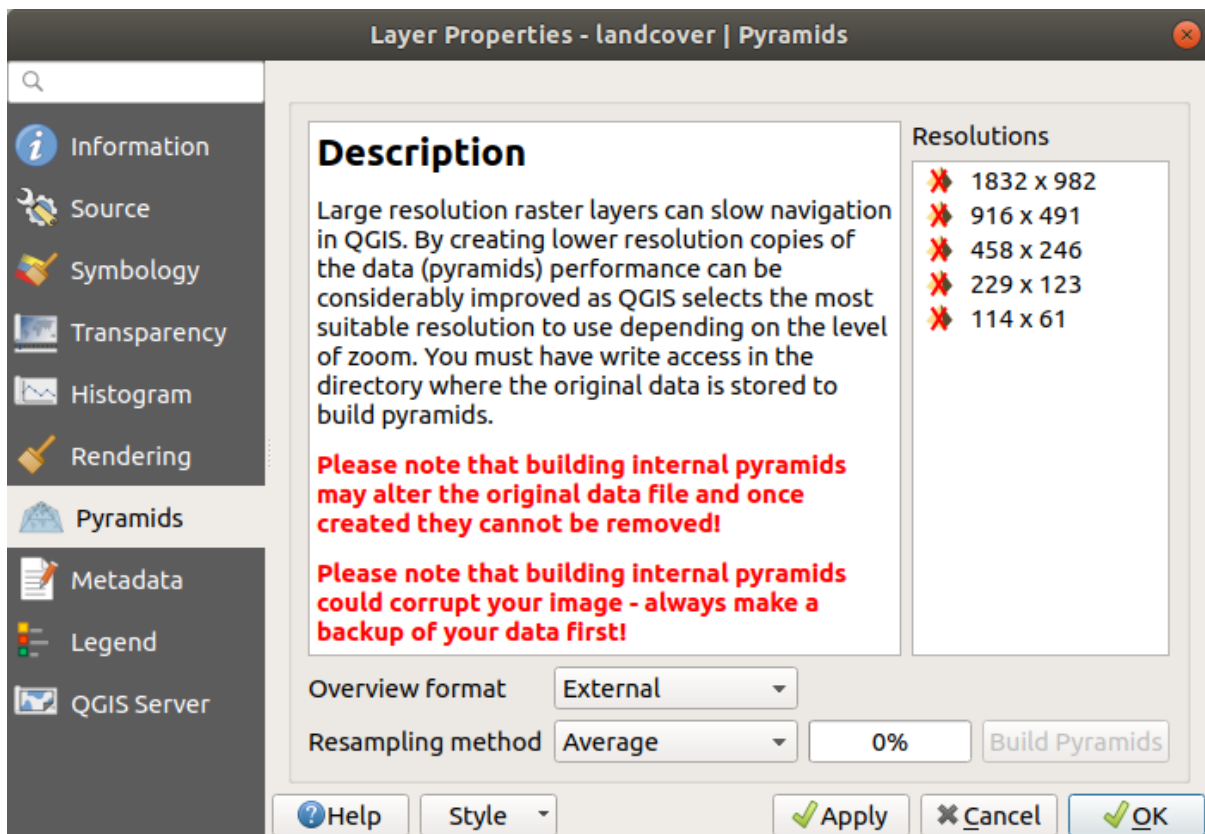 Layer Properties - landcover | Pyramids
Information
Source
Symbology
Transparency
Histogram
Rendering
Pyramids
Metadata
Legend
QGIS Server
Description
Large resolution raster layers can slow navigation
in QGIS. By creating lower resolution copies of
the data (pyramids) performance can be
considerably improved as QGIS selects the most
suitable resolution to use depending on the level
of zoom. You must have write access in the
directory where the original data is stored to
build pyramids.
Please note that building internal pyramids
may alter the original data file and once
created they cannot be removed!
Please note that building internal pyramids
could corrupt your image - always make a
backup of your data first!
Resolutions
1832 x 982
916 x 491
458 x 246
229 x 123
114 x 61
Overview format External
Resampling method Average 0% Build Pyramids
Help Style Apply Cancel OK